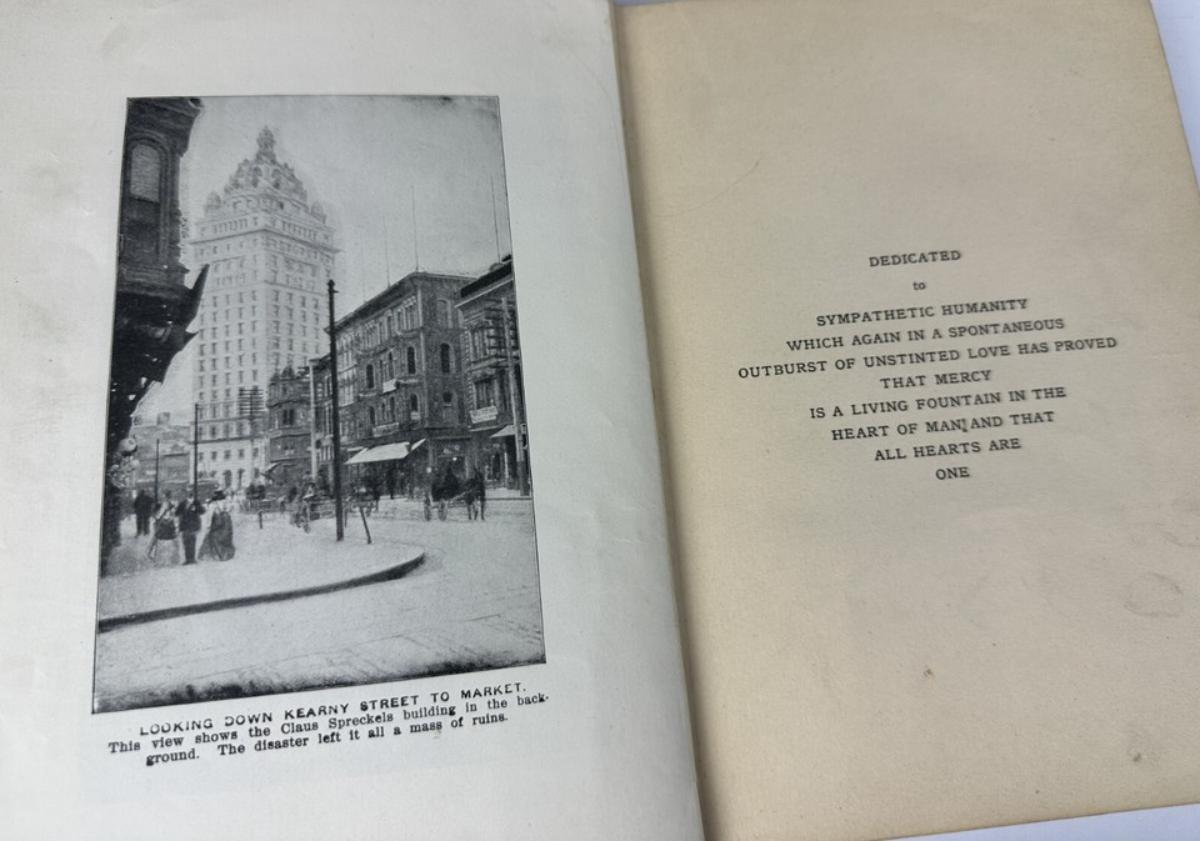 LOOKING DOWN KEARNY STREET TO MARKET.
This view shows the Claus Spreckels building in the back-
ground. The disaster left it all a mass of ruins.
DEDICATED
to
SYMPATHETIC HUMANITY
WHICH AGAIN IN A SPONTANEOUS
OUTBURST OF UNSTINTED LOVE HAS PROVED
THAT MERCY
IS A LIVING FOUNTAIN IN THE
HEART OF MAN AND THAT
ALL HEARTS ARE
ONE